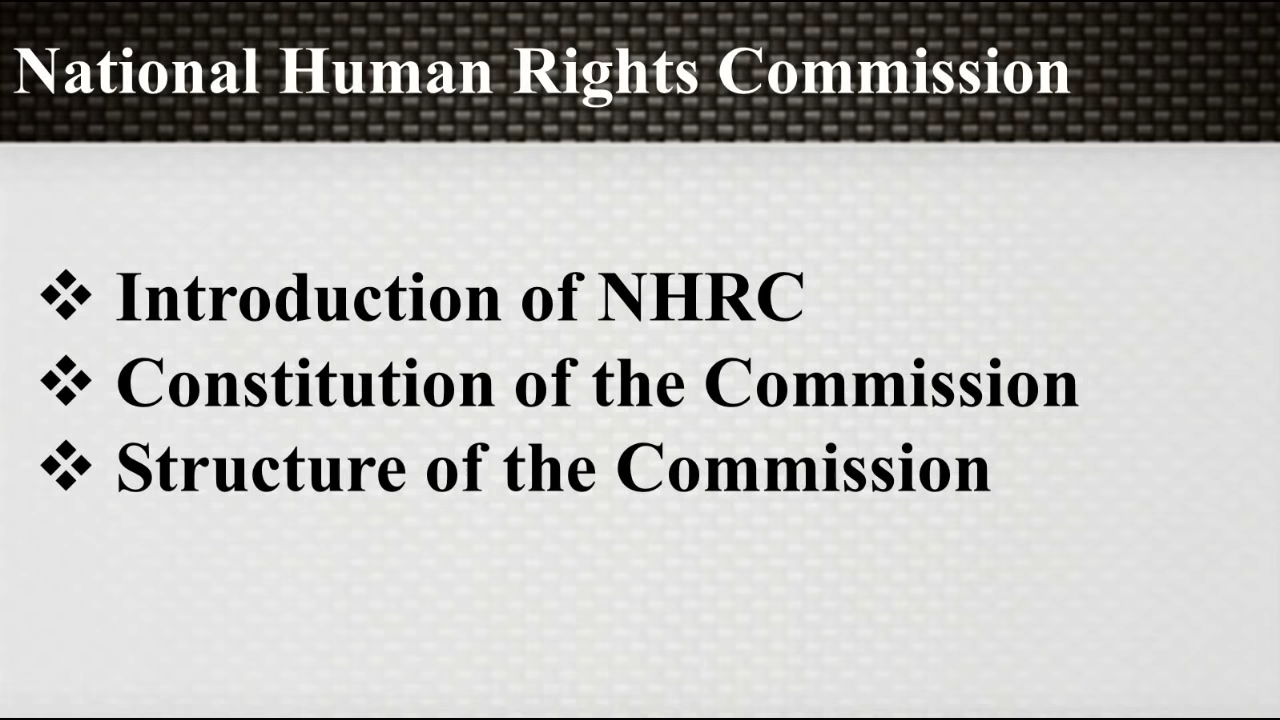 National Human Rights Commission
❖ Introduction of NHRC
❖ Constitution of the Commission
❖ Structure of the Commission